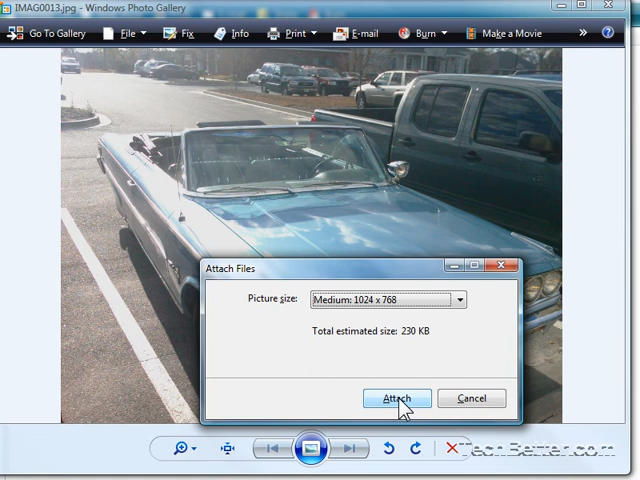 IMAG0013.jpg - Windows Photo Gallery
Go To Gallery File Fix Info Print E-mail Burn Make a Movie » ?
Attach Files
Picture size: Medium: 1024 x 768
Total estimated size: 230 KB
Attach Cancel
TechBetter.com